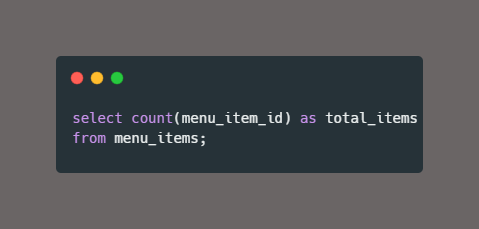 select count(menu_item_id) as total_items
from menu_items;